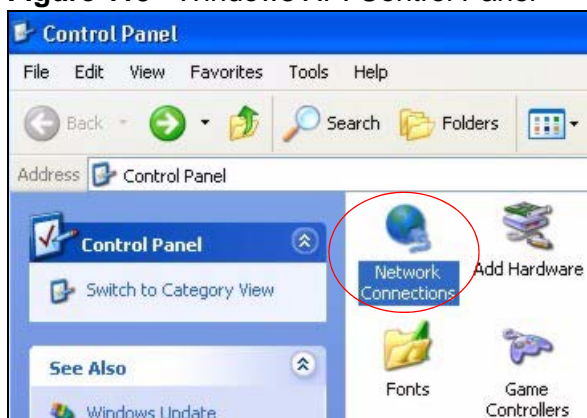 Control Panel
File Edit View Favorites Tools Help
Back Search Folders
Address Control Panel
Control Panel
Switch to Category View
See Also
Windows Update
Network Connections
Add Hardware
Fonts
Game Controllers